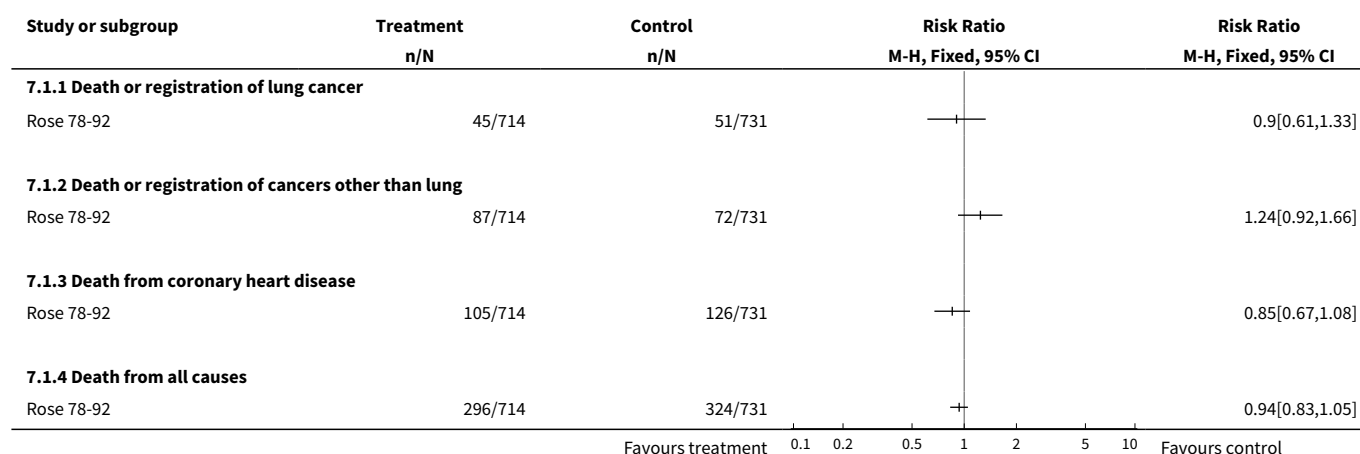 Study or subgroup Treatment Control Risk Ratio Risk Ratio
n/N n/N M-H, Fixed, 95% CI M-H, Fixed, 95% CI
7.1.1 Death or registration of lung cancer
Rose 78-92 45/714 51/731 0.9[0.61,1.33]
7.1.2 Death or registration of cancers other than lung
Rose 78-92 87/714 72/731 1.24[0.92,1.66]
7.1.3 Death from coronary heart disease
Rose 78-92 105/714 126/731 0.85[0.67,1.08]
7.1.4 Death from all causes
Rose 78-92 296/714 324/731 0.94[0.83,1.05]
Favours treatment 0.1 0.2 0.5 1 2 5 10 Favours control